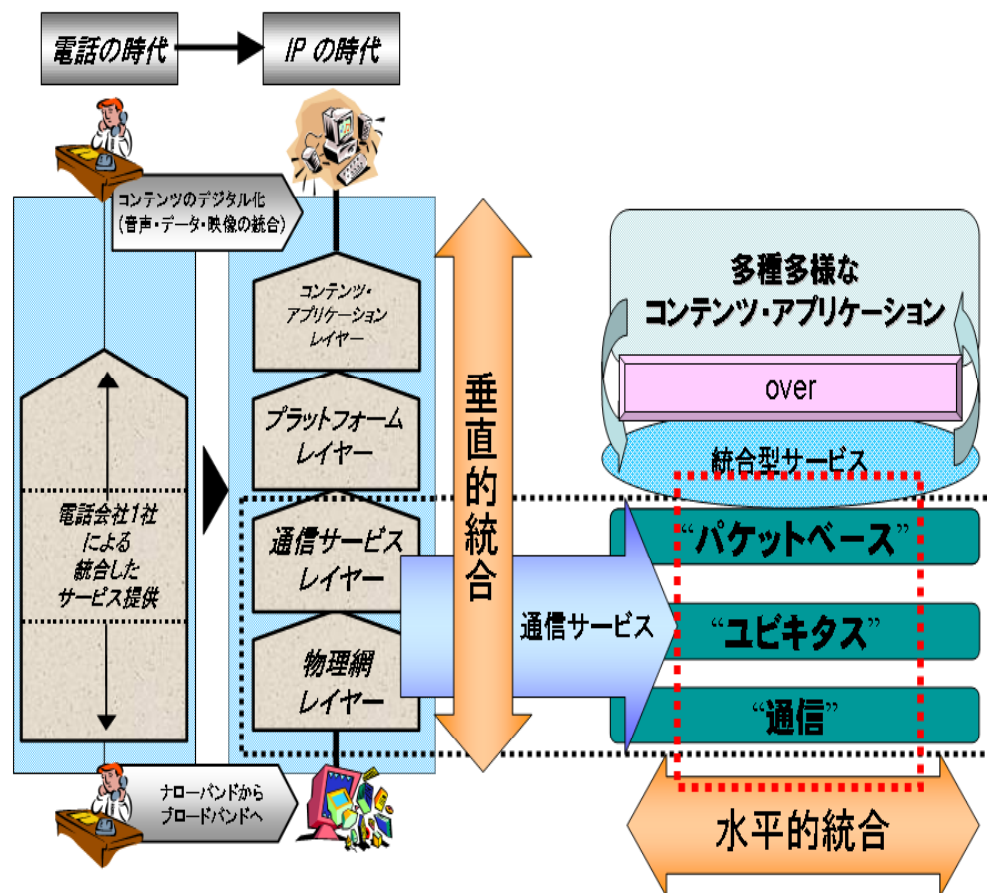 電話の時代
IP の時代
コンテンツのデジタル化
(音声・データ・映像の統合)
コンテンツ・
アプリケーション
レイヤー
プラットフォーム
レイヤー
電話会社1社
による
統合した
サービス提供
通信サービス
レイヤー
物理網
レイヤー
ナローバンドから
ブロードバンドへ
垂直的統合
通信サービス
多種多様な
コンテンツ・アプリケーション
over
統合型サービス
“パケットベース”
“ユビキタス”
“通信”
水平的統合